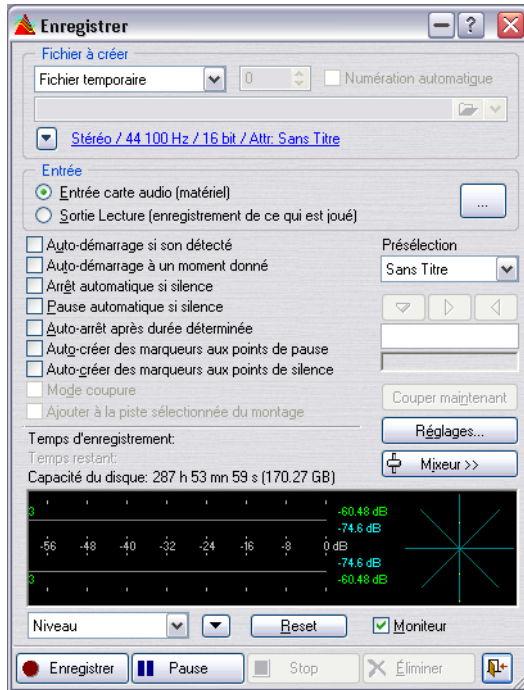 Enregistrer
Fichier à créer
Fichier temporaire
0
Numération automatique
Stéréo / 44 100 Hz / 16 bit / Attr: Sans Titre
Entrée
Entrée carte audio (matériel)
...
Sortie Lecture (enregistrement de ce qui est joué)
Auto-démarrage si son détecté
Auto-démarrage à un moment donné
Arrêt automatique si silence
Pause automatique si silence
Auto-arrêt après durée déterminée
Auto-créer des marqueurs aux points de pause
Auto-créer des marqueurs aux points de silence
Mode coupure
Ajouter à la piste sélectionnée du montage
Présélection
Sans Titre
Couper maintenant
Réglages...
Mixeur >>
Temps d'enregistrement:
Temps restant:
Capacité du disque: 287 h 53 mn 59 s (170.27 GB)
3
-60.48 dB
-74.6 dB
-56 -48 -40 -32 -24 -16 -8 0 dB
-74.6 dB
3
-60.48 dB
Niveau
Reset
Moniteur
Enregistrer
Pause
Stop
Éliminer